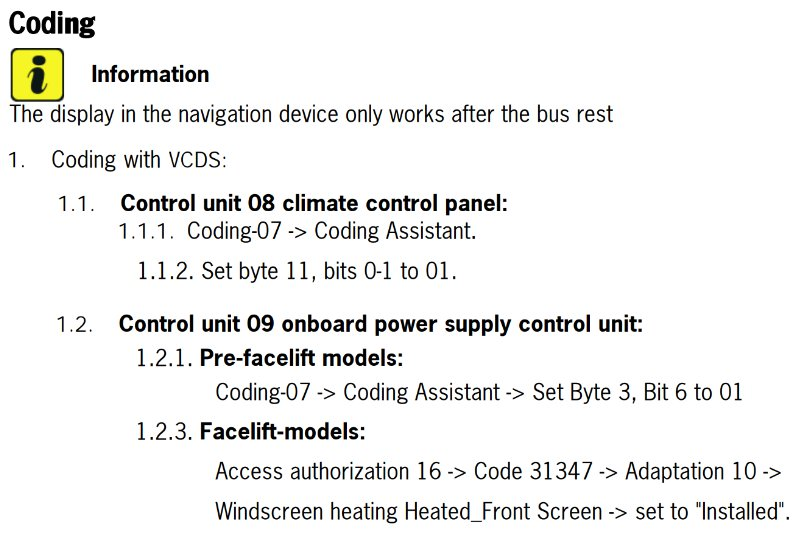 Coding
i
Information
The display in the navigation device only works after the bus rest
1. Coding with VCDS:
1.1. Control unit 08 climate control panel:
1.1.1. Coding-07 -> Coding Assistant.
1.1.2. Set byte 11, bits 0-1 to 01.
1.2. Control unit 09 onboard power supply control unit:
1.2.1. Pre-facelift models:
Coding-07 -> Coding Assistant -> Set Byte 3, Bit 6 to 01
1.2.3. Facelift-models:
Access authorization 16 -> Code 31347 -> Adaptation 10 ->
Windscreen heating Heated_Front Screen -> set to "Installed".